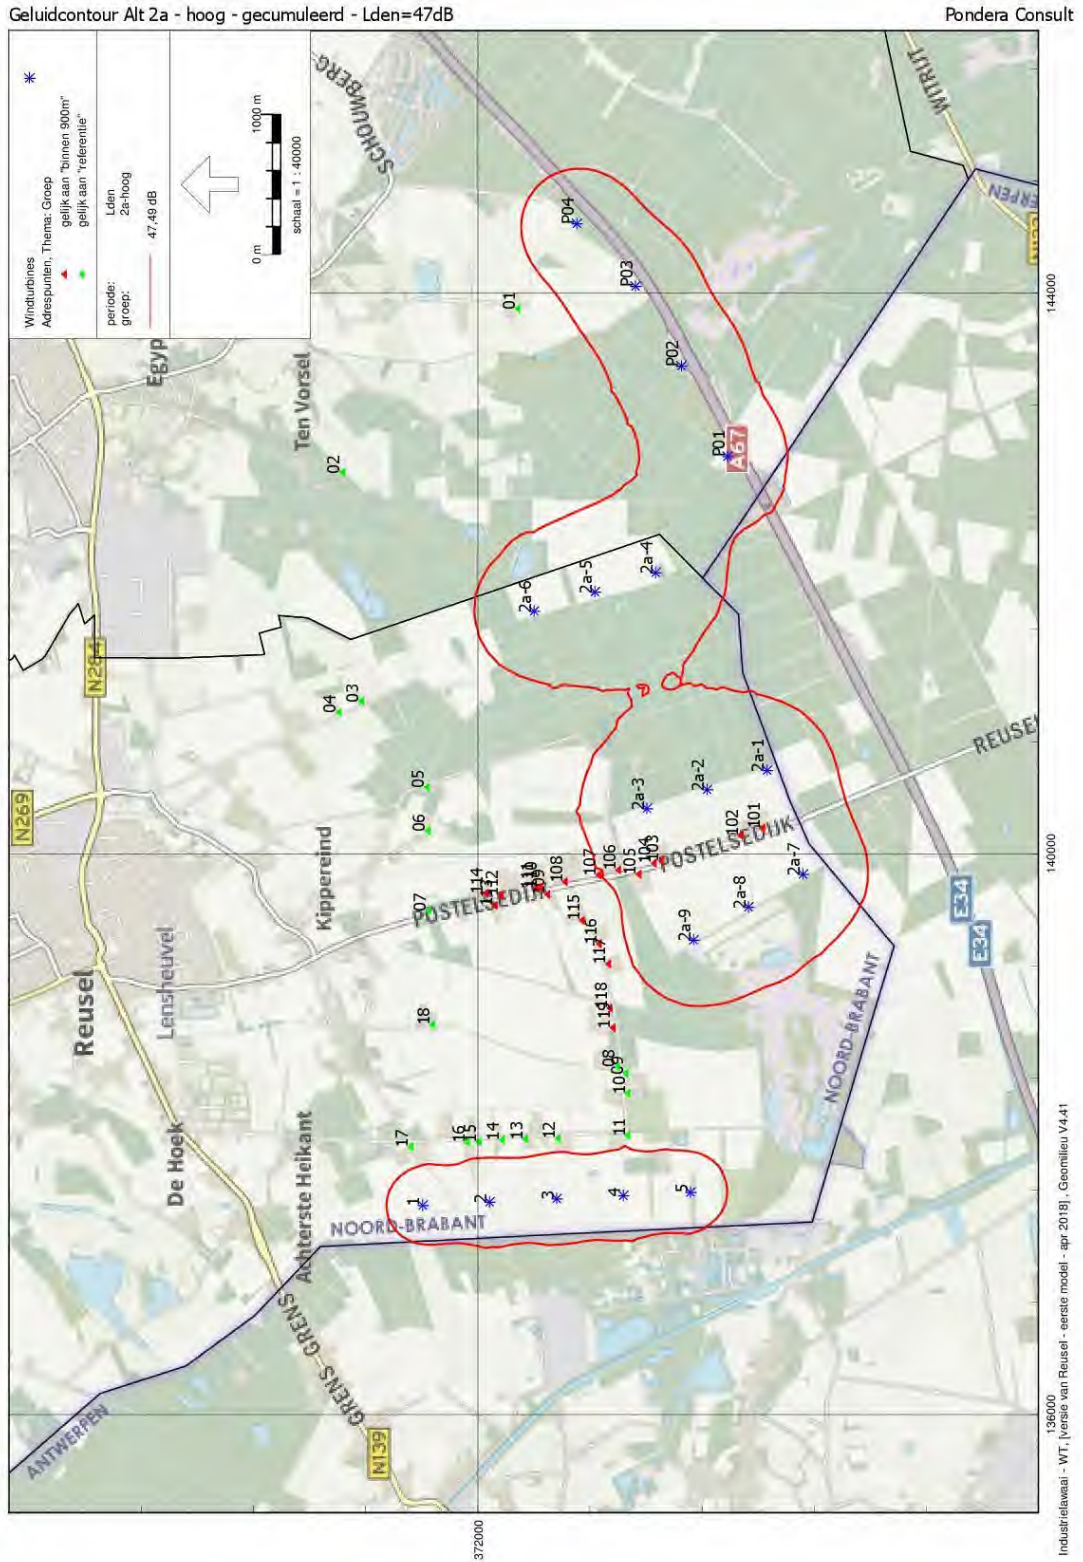 Geluidcontour Alt 2a - hoog - gecumuleerd - Lden=47dB
Pondera Consult
Windturbines
Adrespunten, Thema: Groep
gelijk aan "binnen 900m"
gelijk aan "referentie"
periode: Lden
groep: 2a-hoog
47,49 dB
0 m 1000 m
schaal = 1 : 40000
SCHOUWBERG
WITRIJT
Egyp
Ten Vorsel
N284
N269
Reusel
Lensheuvel
Kippereind
De Hoek
Achterste Heikant
GRENS GRENS
ANTWERPEN
N139
NOORD-BRABANT
NOORD-BRABANT
POSTELSEDIJK
POSTELSEDIJK
REUSEL
A67
E34
E34
P04
P03
P02
P01
01
02
03
04
05
06
07
18
17
16
15
14
13
12
11
10
09
08
2a-6
2a-5
2a-4
2a-3
2a-2
2a-1
2a-7
2a-8
2a-9
101
102
103
104
105
106
107
108
112
114
115
116
117
118
119
1
2
3
4
5
144000
140000
136000
372000
Industrielawaai - WT, [versie van Reusel - eerste model - apr 2018] , Geomilieu V4.41